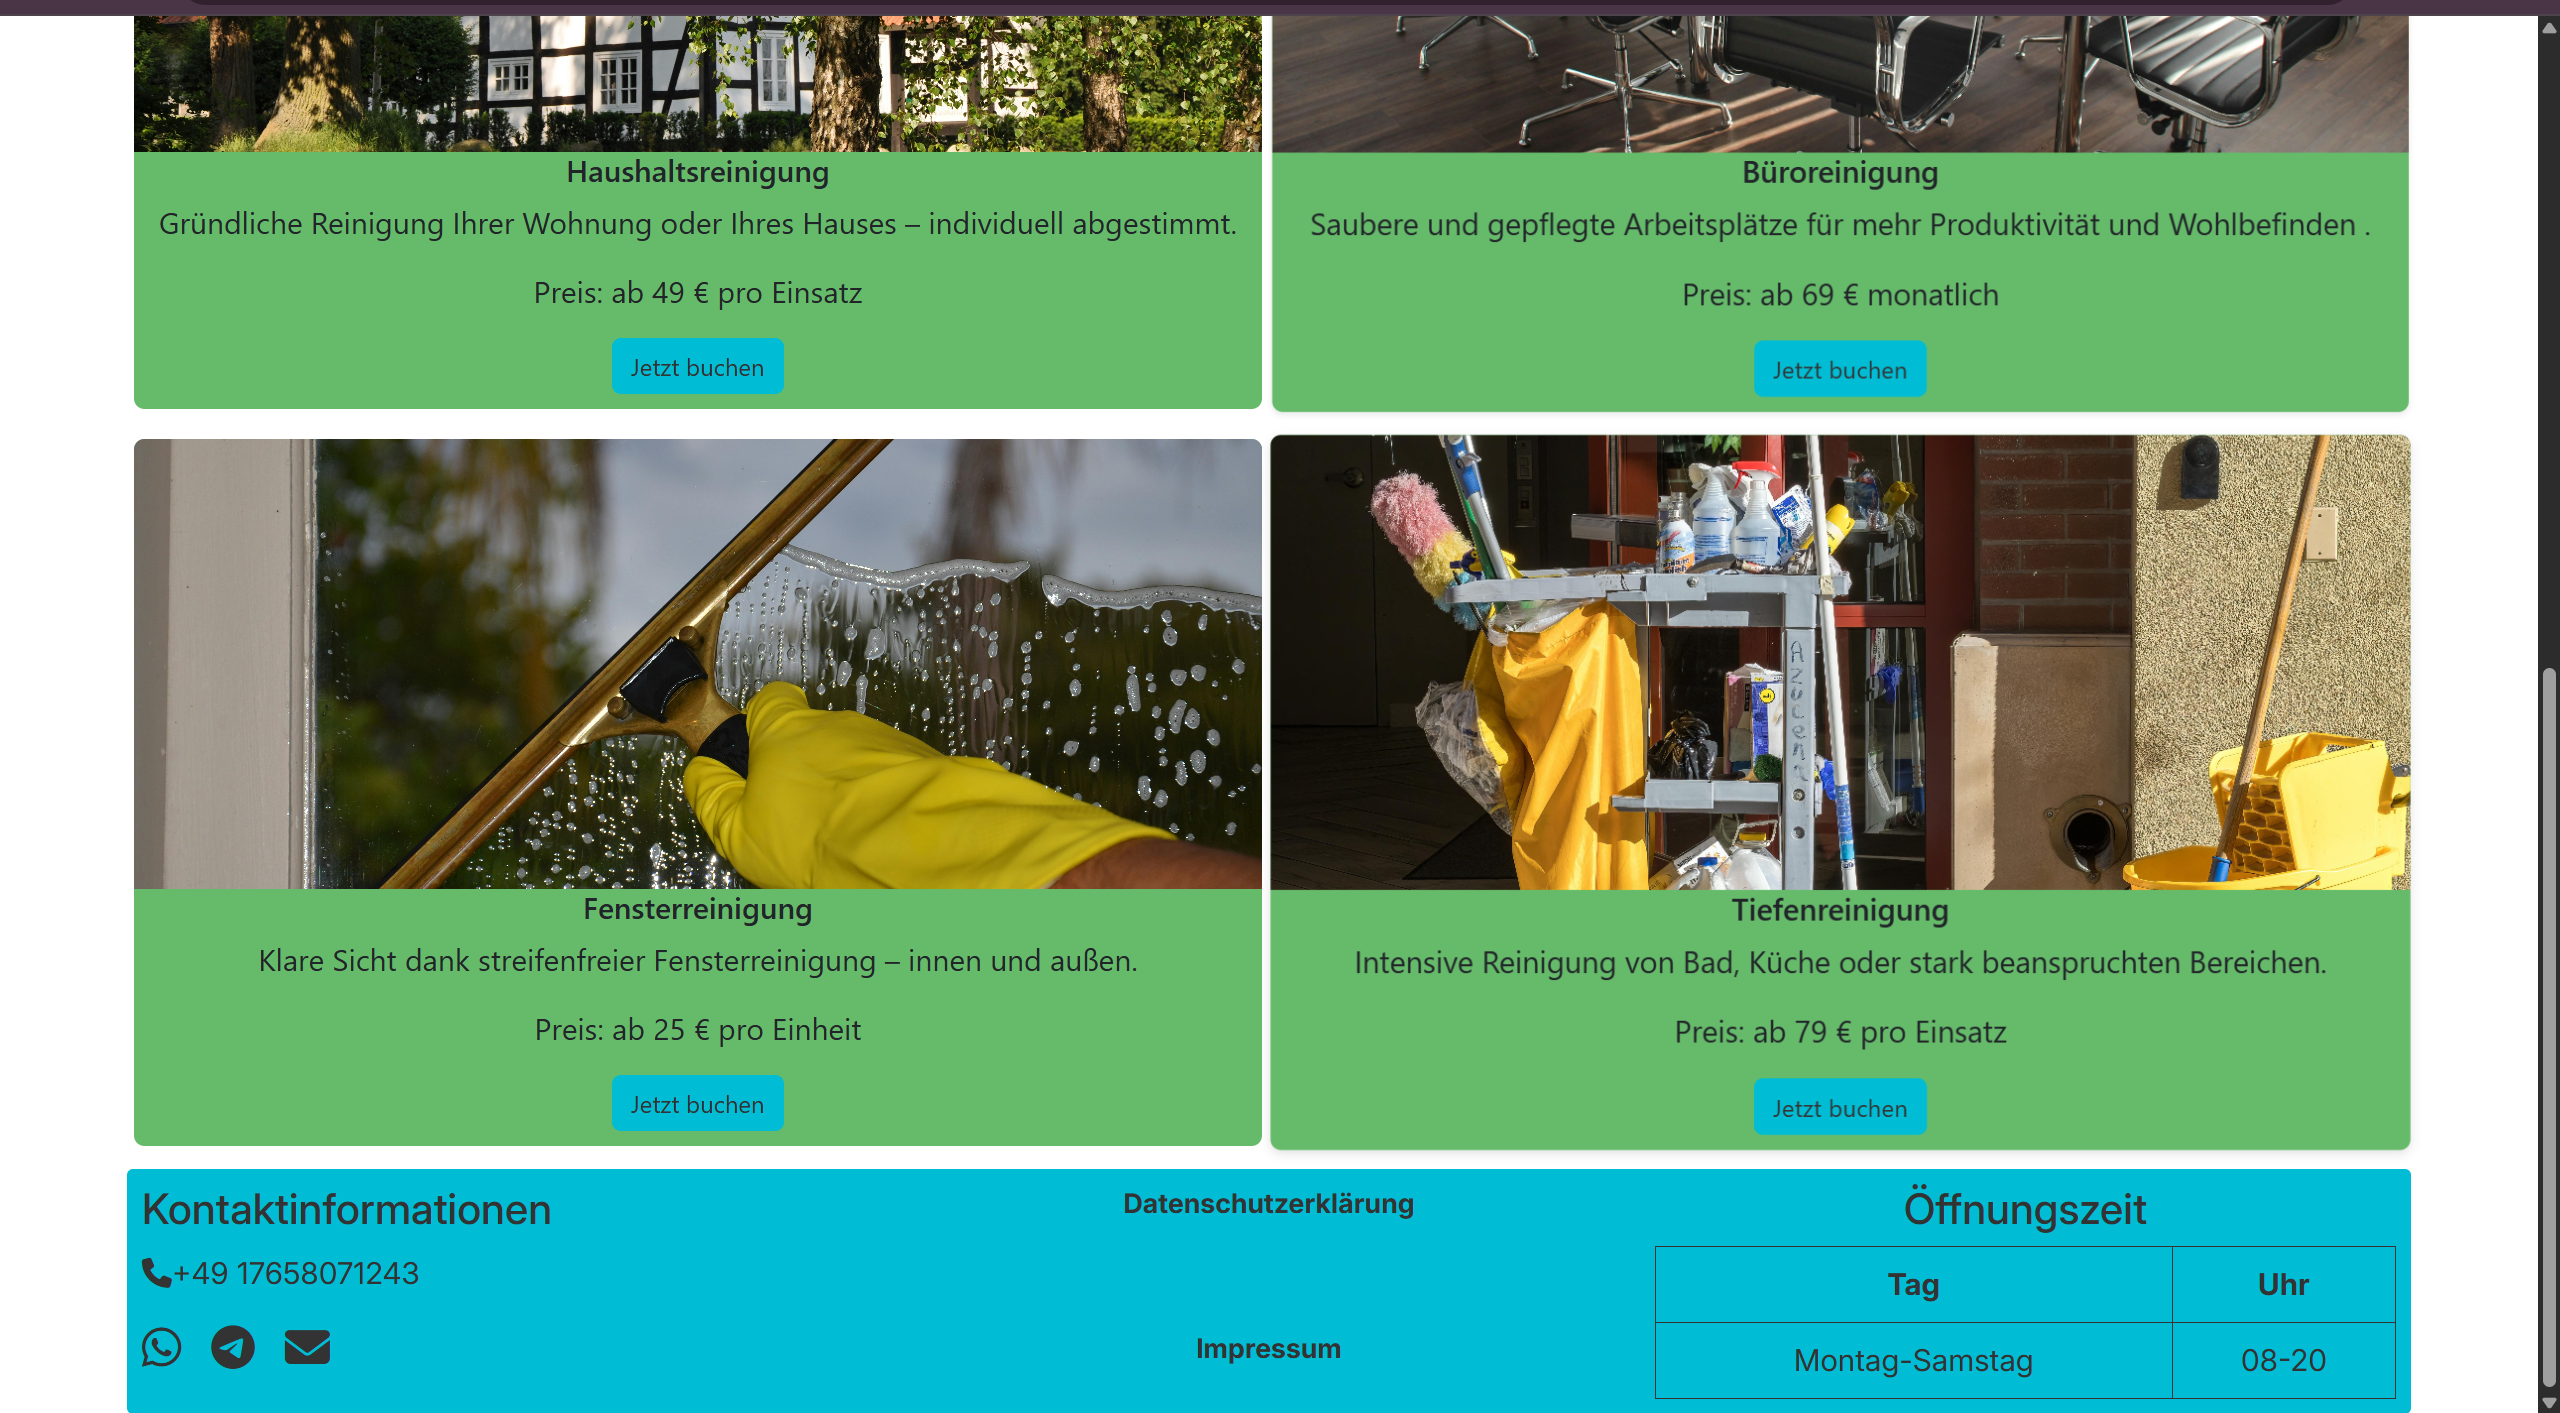 Haushaltsreinigung
Gründliche Reinigung Ihrer Wohnung oder Ihres Hauses – individuell abgestimmt.
Preis: ab 49 € pro Einsatz
Jetzt buchen
Büroreinigung
Saubere und gepflegte Arbeitsplätze für mehr Produktivität und Wohlbefinden .
Preis: ab 69 € monatlich
Jetzt buchen
Fensterreinigung
Klare Sicht dank streifenfreier Fensterreinigung – innen und außen.
Preis: ab 25 € pro Einheit
Jetzt buchen
Azucena
Tiefenreinigung
Intensive Reinigung von Bad, Küche oder stark beanspruchten Bereichen.
Preis: ab 79 € pro Einsatz
Jetzt buchen
Kontaktinformationen
+49 17658071243
Datenschutzerklärung
Impressum
Öffnungszeit
Tag Uhr
Montag-Samstag 08-20